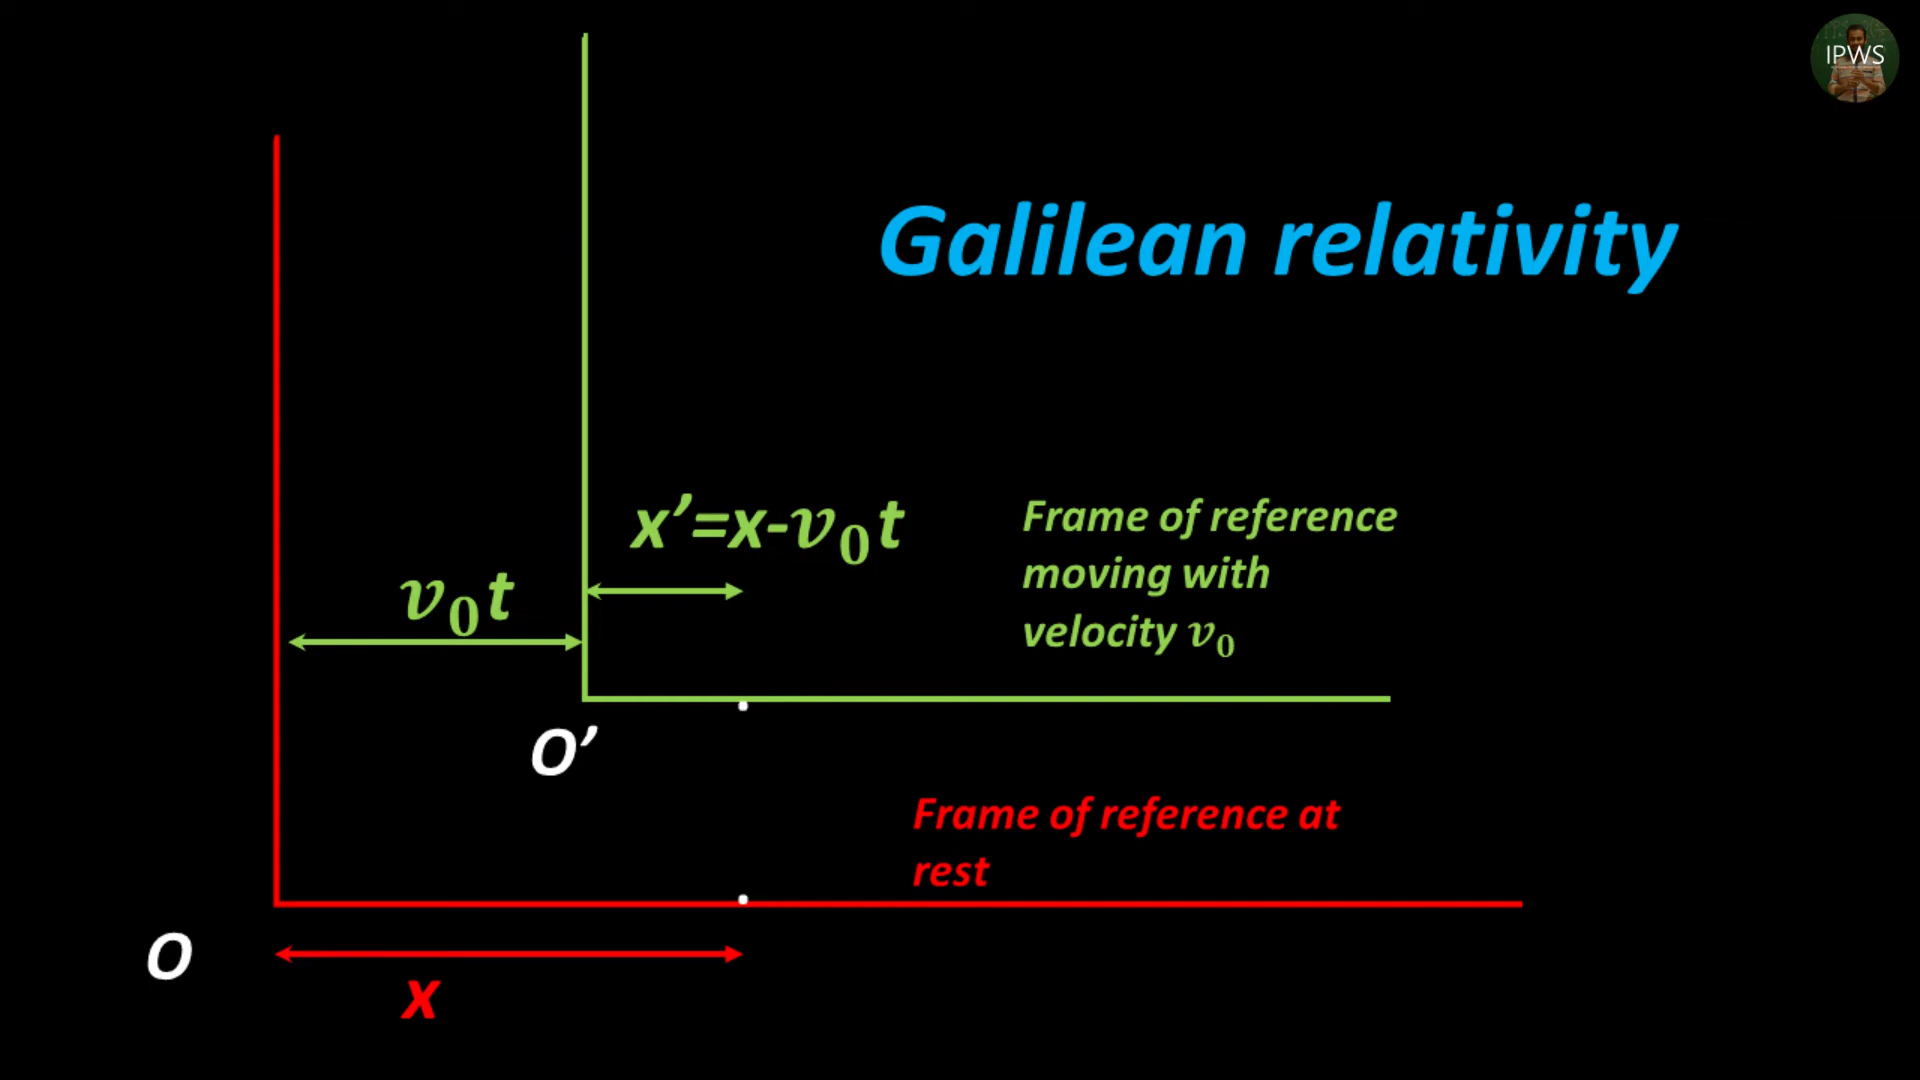 IPWS
Galilean relativity
x’=x-v₀t
Frame of reference
moving with
velocity v₀
v₀t
O’
Frame of reference at
rest
O
x